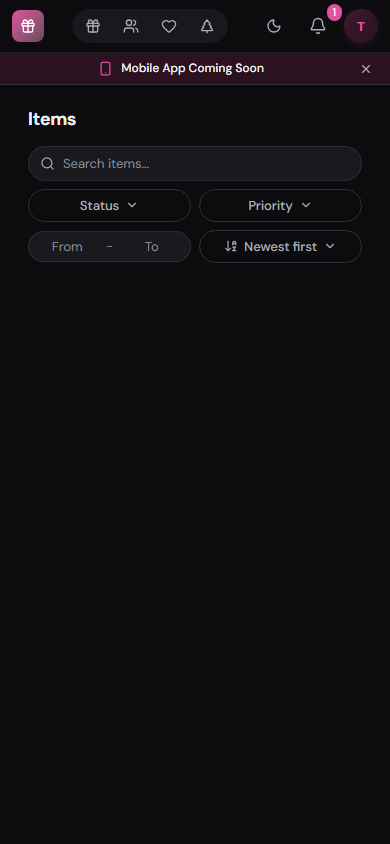 1
T
Mobile App Coming Soon
Items
Search items...
Status
Priority
From - To
Newest first